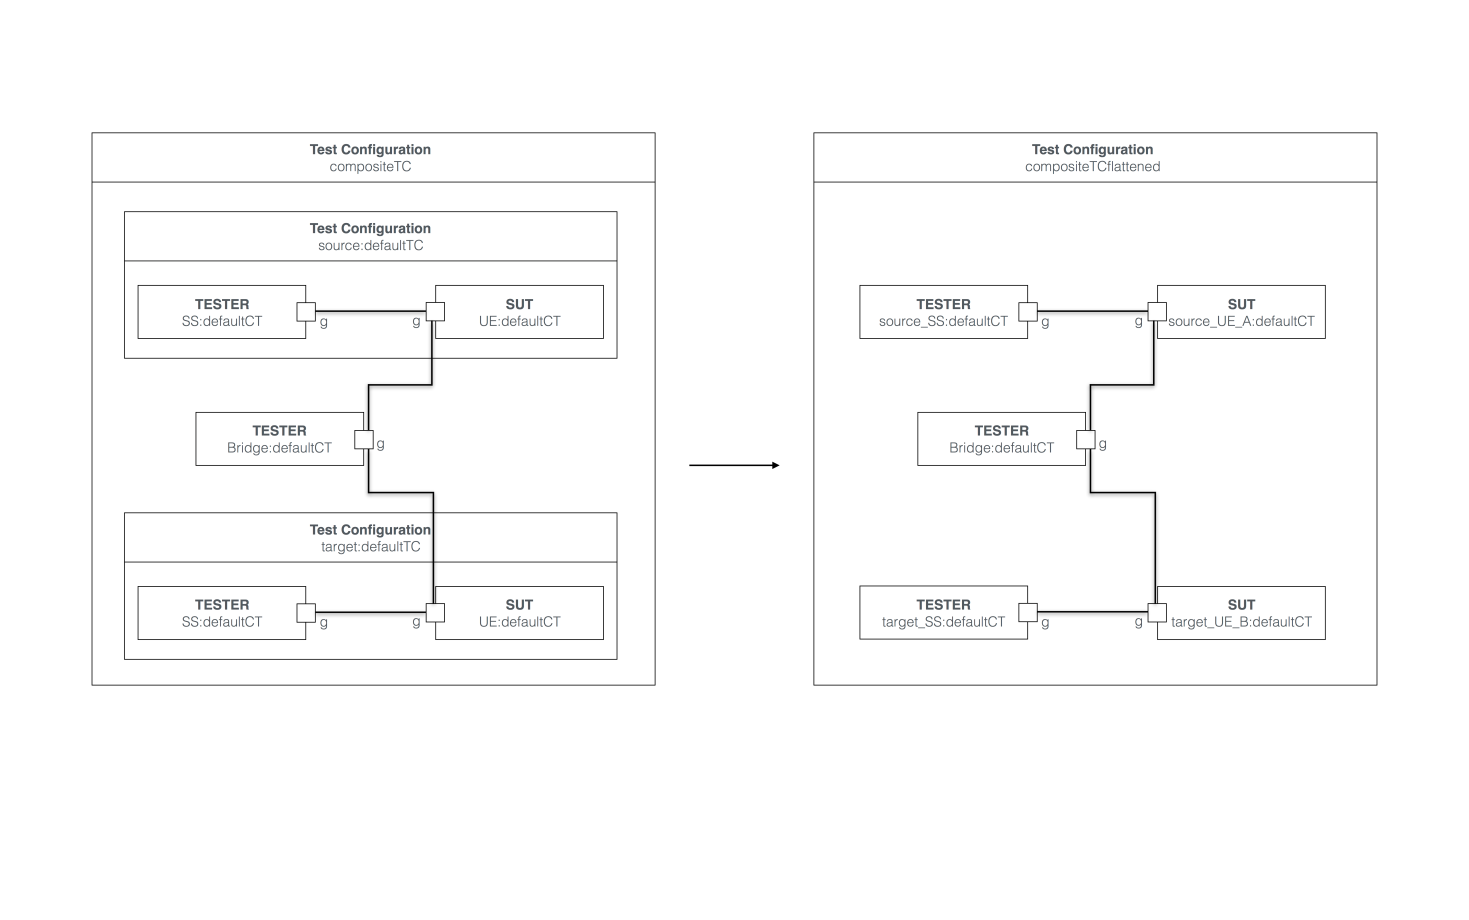 Test Configuration
compositeTC
Test Configuration
source:defaultTC
TESTER
SS:defaultCT
g
g
SUT
UE:defaultCT
TESTER
Bridge:defaultCT
g
Test Configuration
target:defaultTC
TESTER
SS:defaultCT
g
g
SUT
UE:defaultCT
Test Configuration
compositeTCflattened
TESTER
source_SS:defaultCT
g
g
SUT
source_UE_A:defaultCT
TESTER
Bridge:defaultCT
g
TESTER
target_SS:defaultCT
g
g
SUT
target_UE_B:defaultCT